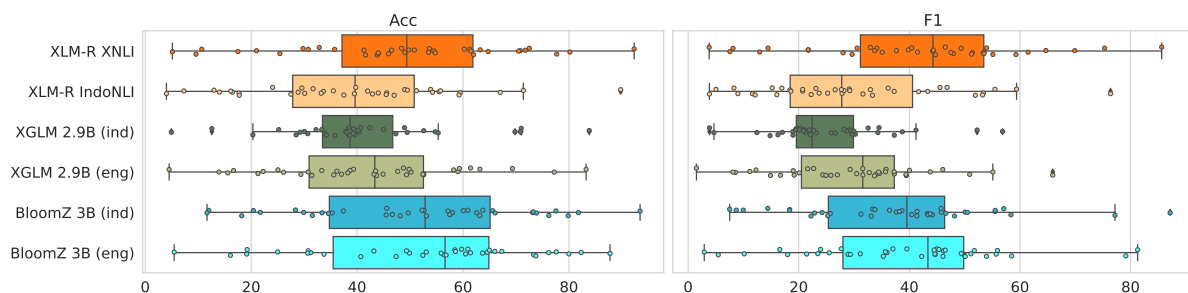 Acc
F1
XLM-R XNLI
XLM-R IndoNLI
XGLM 2.9B (ind)
XGLM 2.9B (eng)
BloomZ 3B (ind)
BloomZ 3B (eng)
0 20 40 60 80
0 20 40 60 80